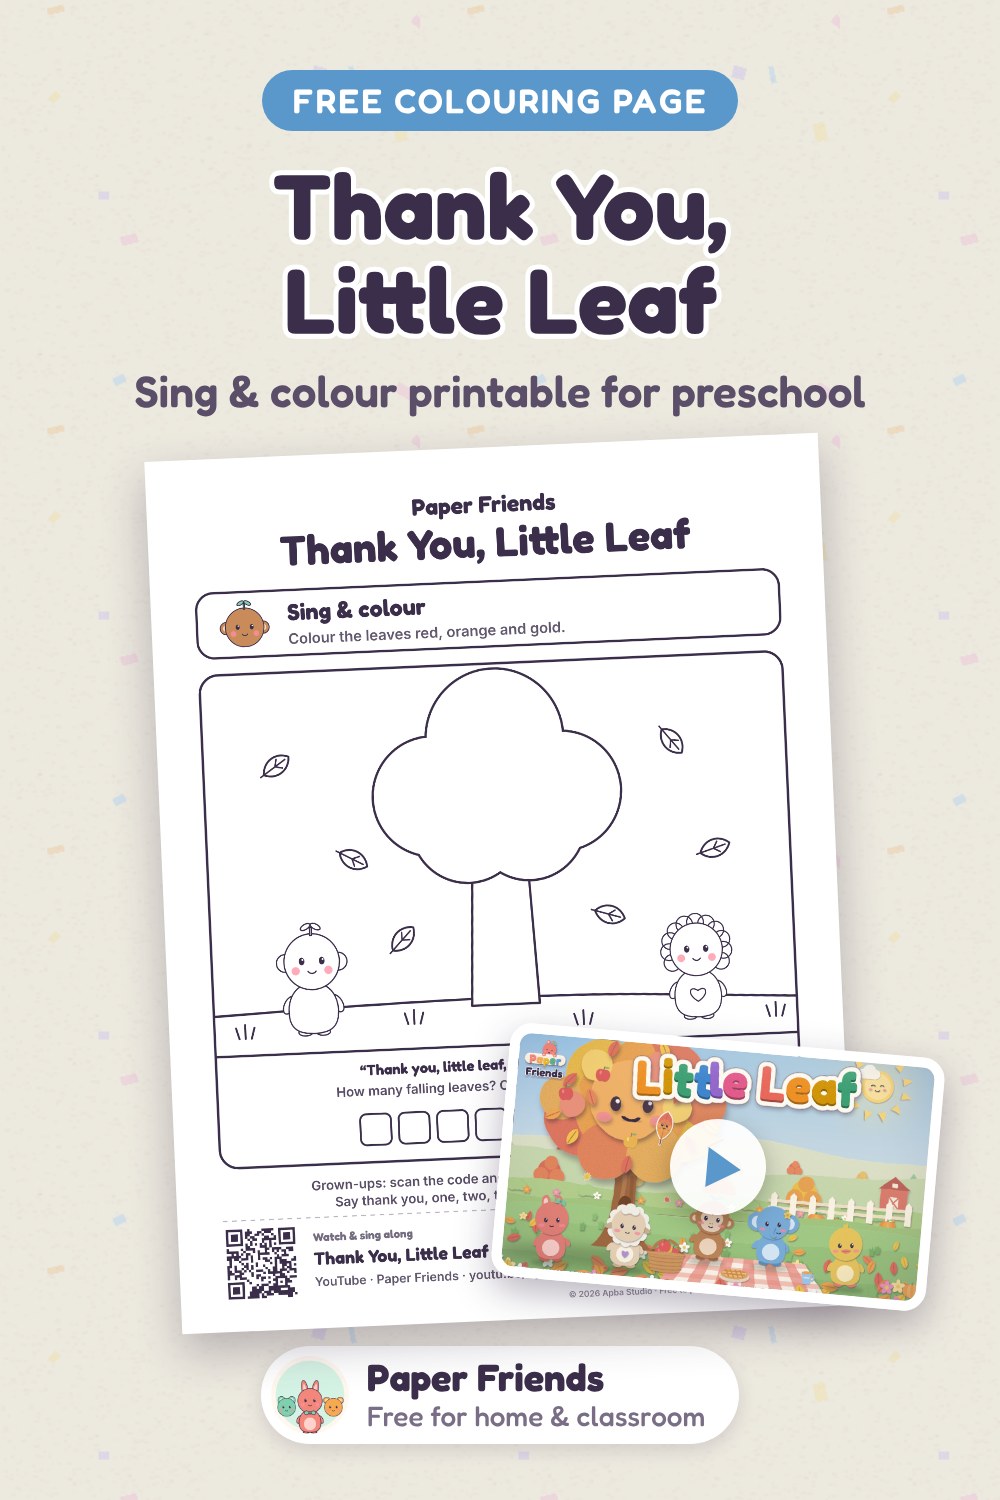 FREE COLOURING PAGE
Thank You,
Little Leaf
Sing & colour printable for preschool
Paper Friends
Thank You, Little Leaf
Sing & colour
Colour the leaves red, orange and gold.
“Thank you, little leaf,
How many falling leaves?
Grown-ups: scan the code
Say thank you, one, two,
Watch & sing along
Thank You, Little Leaf
YouTube · Paper Friends ·
© 2026 Apba Studio ·
Paper
Friends
Little Leaf
Paper Friends
Free for home & classroom